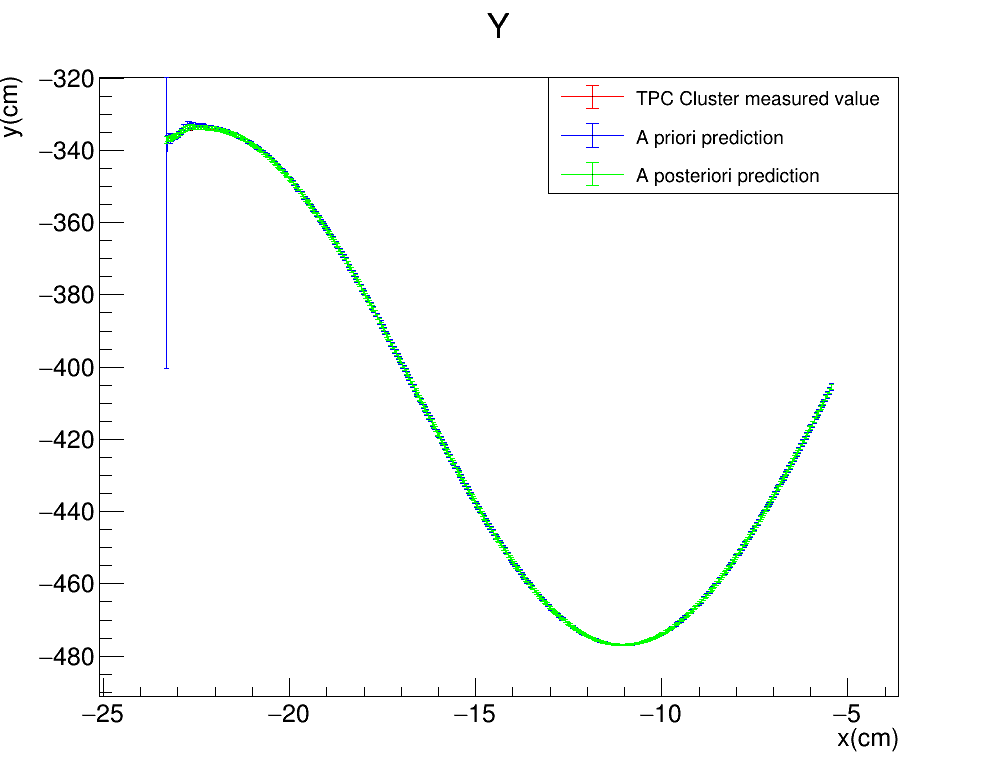 Y
y(cm)
−320
−340
−360
−380
−400
−420
−440
−460
−480
TPC Cluster measured value
A priori prediction
A posteriori prediction
−25
−20
−15
−10
−5
x(cm)